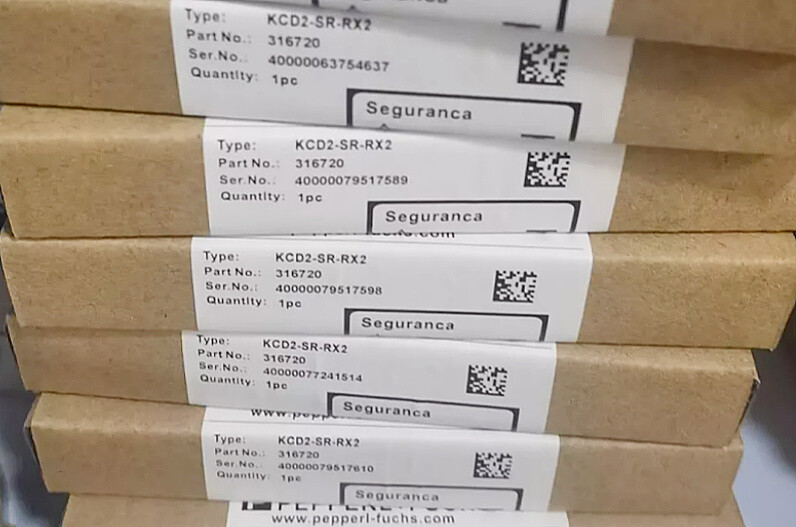 Type: KCD2-SR-RX2
Part No.: 316720
Ser.No.: 40000063754637
Quantity: 1pc
Seguranca
Type: KCD2-SR-RX2
Part No.: 316720
Ser.No.: 40000079517589
Quantity: 1pc
Seguranca
Type: KCD2-SR-RX2
Part No.: 316720
Ser.No.: 40000079517598
Quantity: 1pc
Seguranca
Type: KCD2-SR-RX2
Part No.: 316720
Ser.No.: 40000077241514
Quantity: 1pc
Seguranca
Type: KCD2-SR-RX2
Part No.: 316720
Ser.No.: 40000079517610
Quantity: 1pc
Seguranca
www.pepperl-fuchs.com